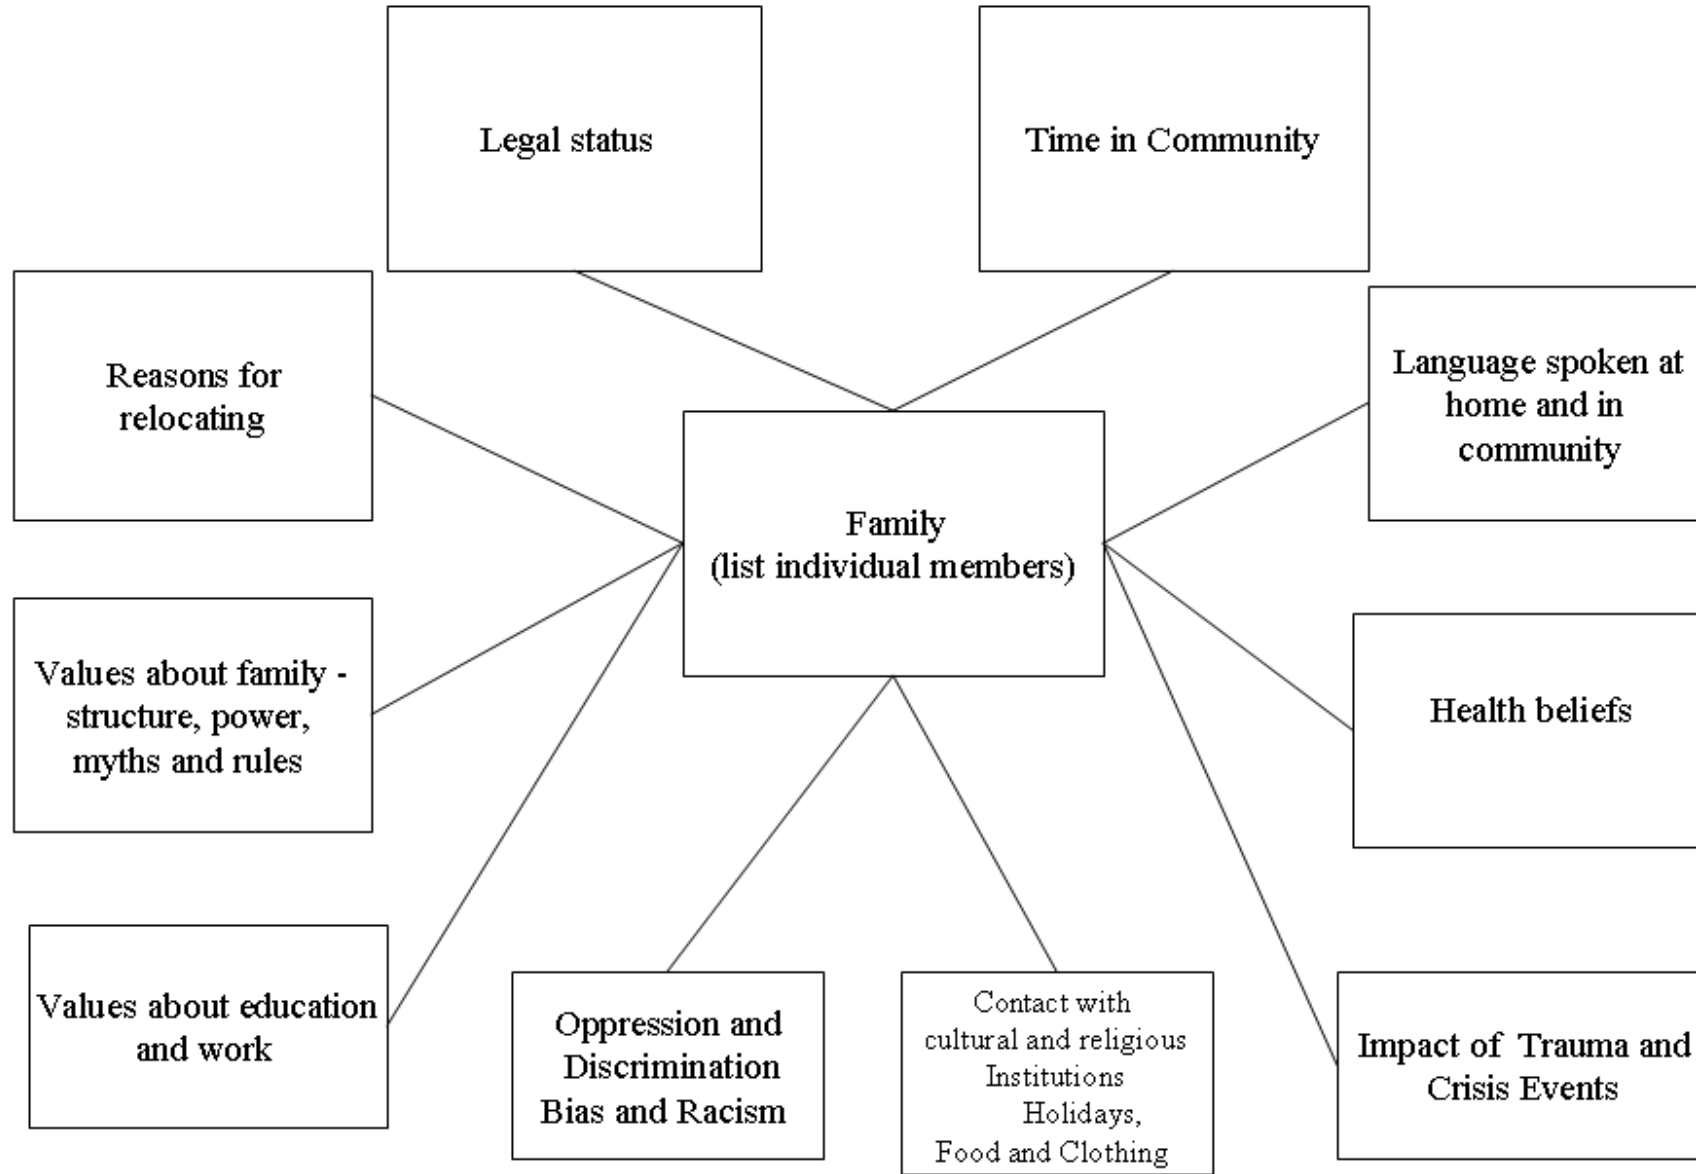 Legal status
Time in Community
Reasons for
relocating
Language spoken at
home and in
community
Family
(list individual members)
Values about family -
structure, power,
myths and rules
Health beliefs
Values about education
and work
Oppression and
Discrimination
Bias and Racism
Contact with
cultural and religious
Institutions
Holidays,
Food and Clothing
Impact of Trauma and
Crisis Events